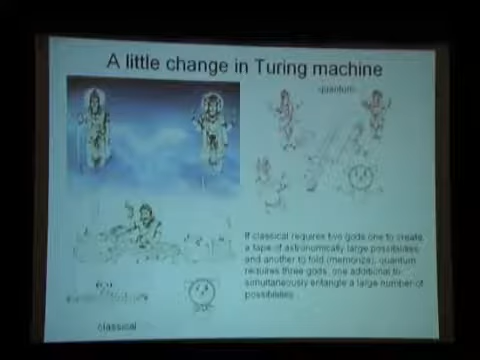 A little change in Turing machine
quantum
If classical requires two gods one to create
a tape of astronomically large possibilities
and another to fold (memorize), quantum
requires three gods, one additional to
simultaneously entangle a large number of
possibilities
classical